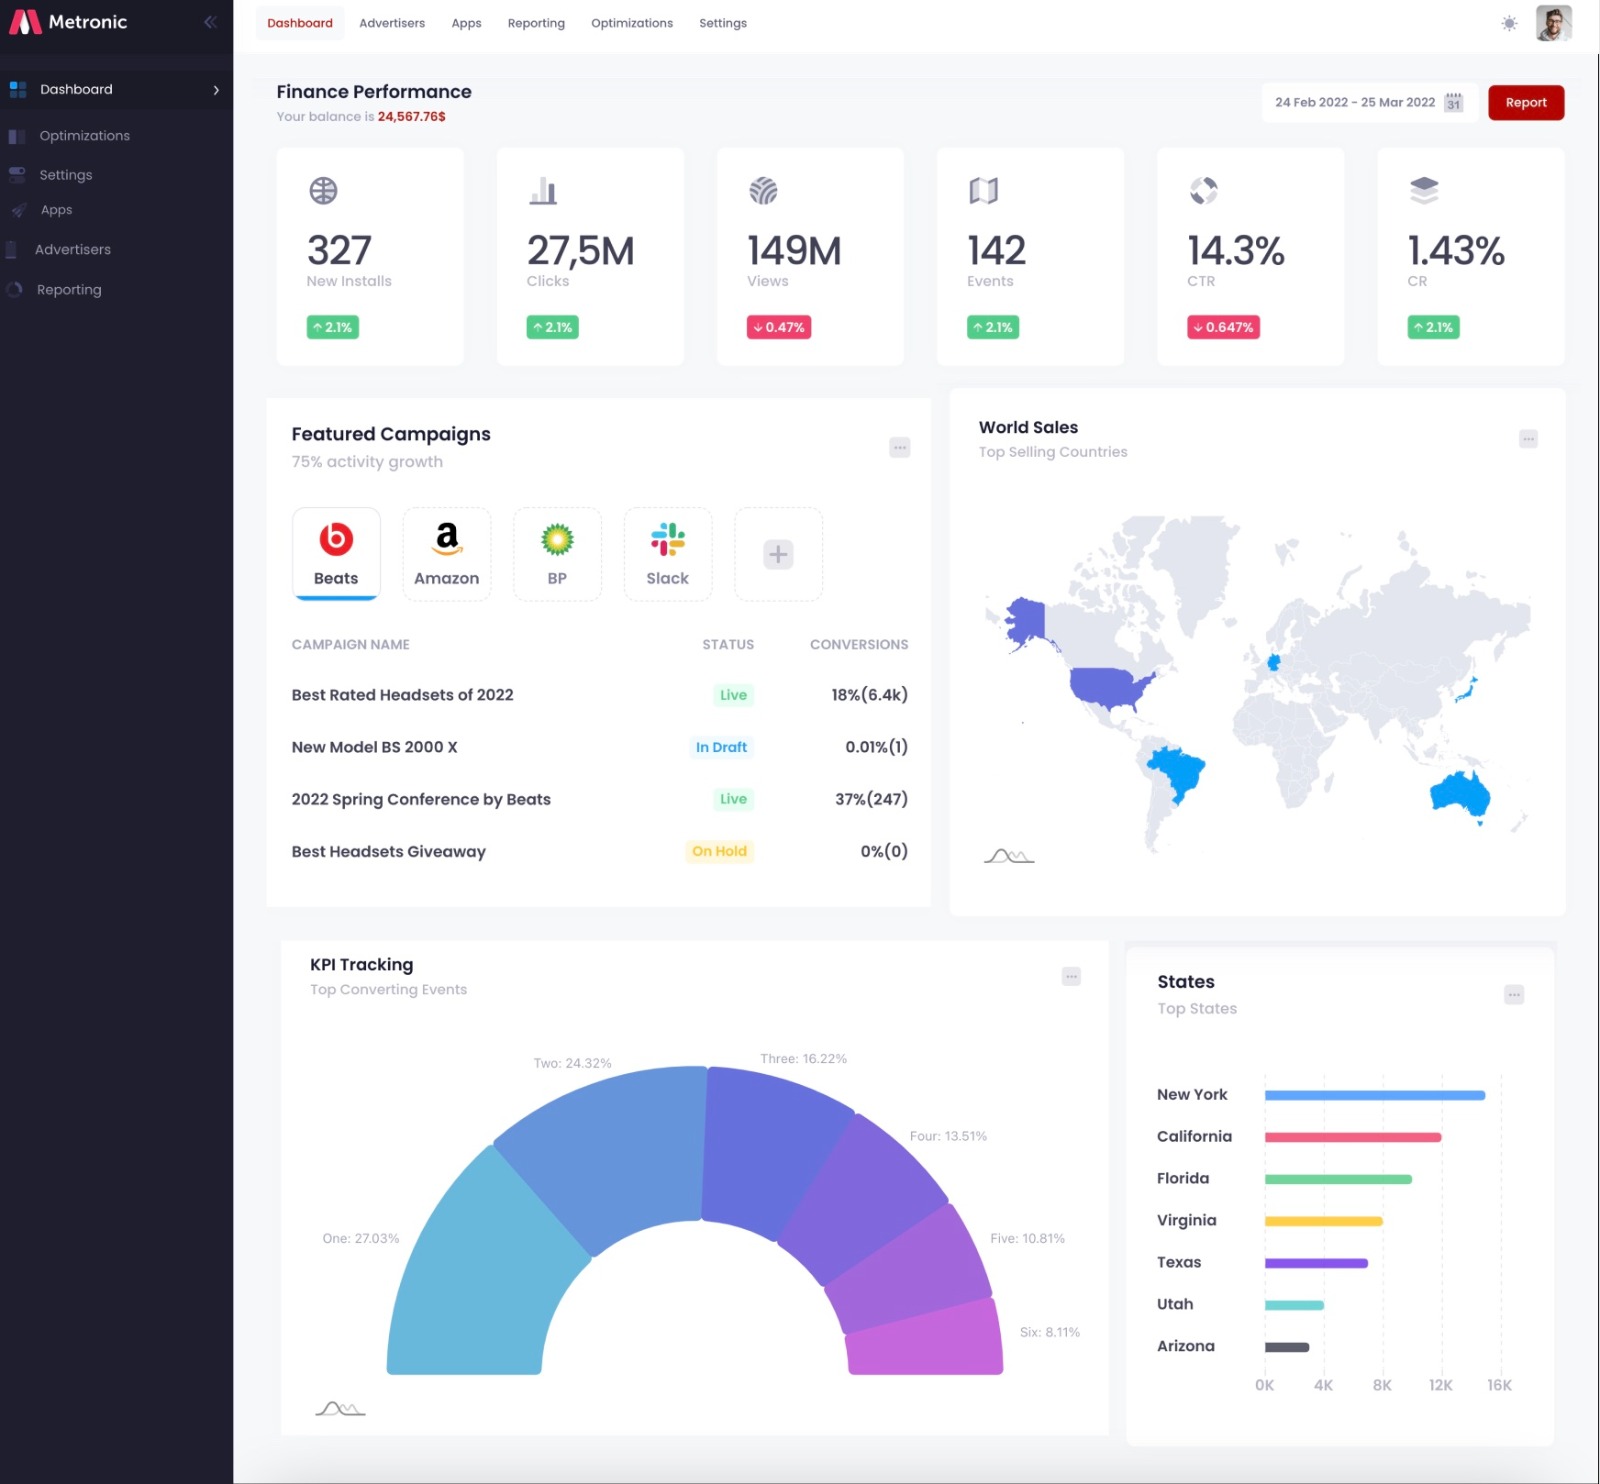 Metronic
Dashboard
Optimizations
Settings
Apps
Advertisers
Reporting
Dashboard Advertisers Apps Reporting Optimizations Settings
Finance Performance
Your balance is 24,567.76$
24 Feb 2022 - 25 Mar 2022 31 Report
327
New Installs
2.1%
27,5M
Clicks
2.1%
149M
Views
0.47%
142
Events
2.1%
14.3%
CTR
0.647%
1.43%
CR
2.1%
Featured Campaigns
75% activity growth
b a
Beats Amazon BP Slack
CAMPAIGN NAME STATUS CONVERSIONS
Best Rated Headsets of 2022 Live 18%(6.4k)
New Model BS 2000 X In Draft 0.01%(1)
2022 Spring Conference by Beats Live 37%(247)
Best Headsets Giveaway On Hold 0%(0)
World Sales
Top Selling Countries
KPI Tracking
Top Converting Events
One: 27.03%
Two: 24.32%
Three: 16.22%
Four: 13.51%
Five: 10.81%
Six: 8.11%
States
Top States
New York
California
Florida
Virginia
Texas
Utah
Arizona
0K 4K 8K 12K 16K